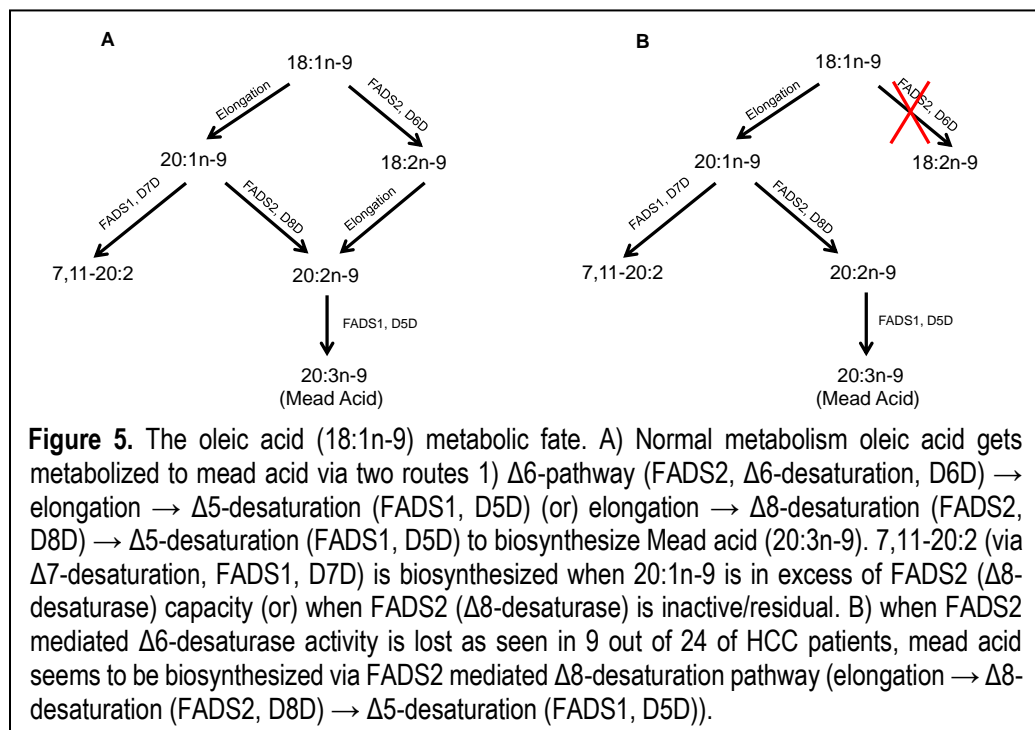 A
18:1n-9
Elongation
FADS2, D6D
20:1n-9
18:2n-9
FADS1, D7D
FADS2, D8D
Elongation
7,11-20:2
20:2n-9
FADS1, D5D
20:3n-9
(Mead Acid)
B
18:1n-9
Elongation
FADS2, D6D
20:1n-9
18:2n-9
FADS1, D7D
FADS2, D8D
7,11-20:2
20:2n-9
FADS1, D5D
20:3n-9
(Mead Acid)
Figure 5. The oleic acid (18:1n-9) metabolic fate. A) Normal metabolism oleic acid gets
metabolized to mead acid via two routes 1) Δ6-pathway (FADS2, Δ6-desaturation, D6D) →
elongation → Δ5-desaturation (FADS1, D5D) (or) elongation → Δ8-desaturation (FADS2,
D8D) → Δ5-desaturation (FADS1, D5D) to biosynthesize Mead acid (20:3n-9). 7,11-20:2 (via
Δ7-desaturation, FADS1, D7D) is biosynthesized when 20:1n-9 is in excess of FADS2 (Δ8-
desaturase) capacity (or) when FADS2 (Δ8-desaturase) is inactive/residual. B) when FADS2
mediated Δ6-desaturase activity is lost as seen in 9 out of 24 of HCC patients, mead acid
seems to be biosynthesized via FADS2 mediated Δ8-desaturation pathway (elongation → Δ8-
desaturation (FADS2, D8D) → Δ5-desaturation (FADS1, D5D)).